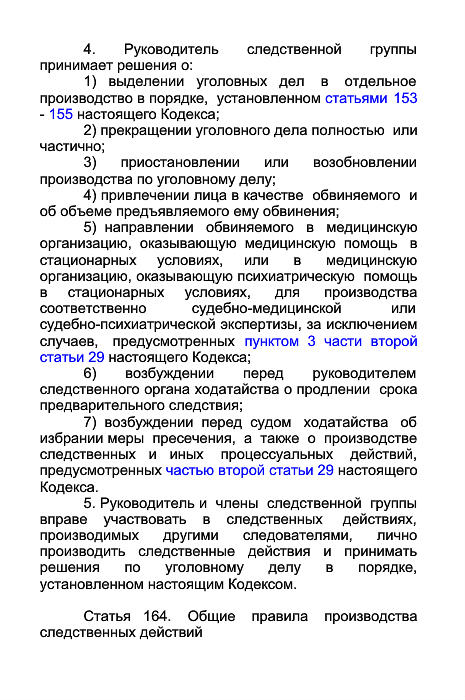 4. Руководитель следственной группы
принимает решения о:
1) выделении уголовных дел в отдельное
производство в порядке, установленном статьями 153
- 155 настоящего Кодекса;
2) прекращении уголовного дела полностью или
частично;
3) приостановлении или возобновлении
производства по уголовному делу;
4) привлечении лица в качестве обвиняемого и
об объеме предъявляемого ему обвинения;
5) направлении обвиняемого в медицинскую
организацию, оказывающую медицинскую помощь в
стационарных условиях, или в медицинскую
организацию, оказывающую психиатрическую помощь
в стационарных условиях, для производства
соответственно судебно-медицинской или
судебно-психиатрической экспертизы, за исключением
случаев, предусмотренных пунктом 3 части второй
статьи 29 настоящего Кодекса;
6) возбуждении перед руководителем
следственного органа ходатайства о продлении срока
предварительного следствия;
7) возбуждении перед судом ходатайства об
избрании меры пресечения, а также о производстве
следственных и иных процессуальных действий,
предусмотренных частью второй статьи 29 настоящего
Кодекса.
5. Руководитель и члены следственной группы
вправе участвовать в следственных действиях,
производимых другими следователями, лично
производить следственные действия и принимать
решения по уголовному делу в порядке,
установленном настоящим Кодексом.
Статья 164. Общие правила производства
следственных действий